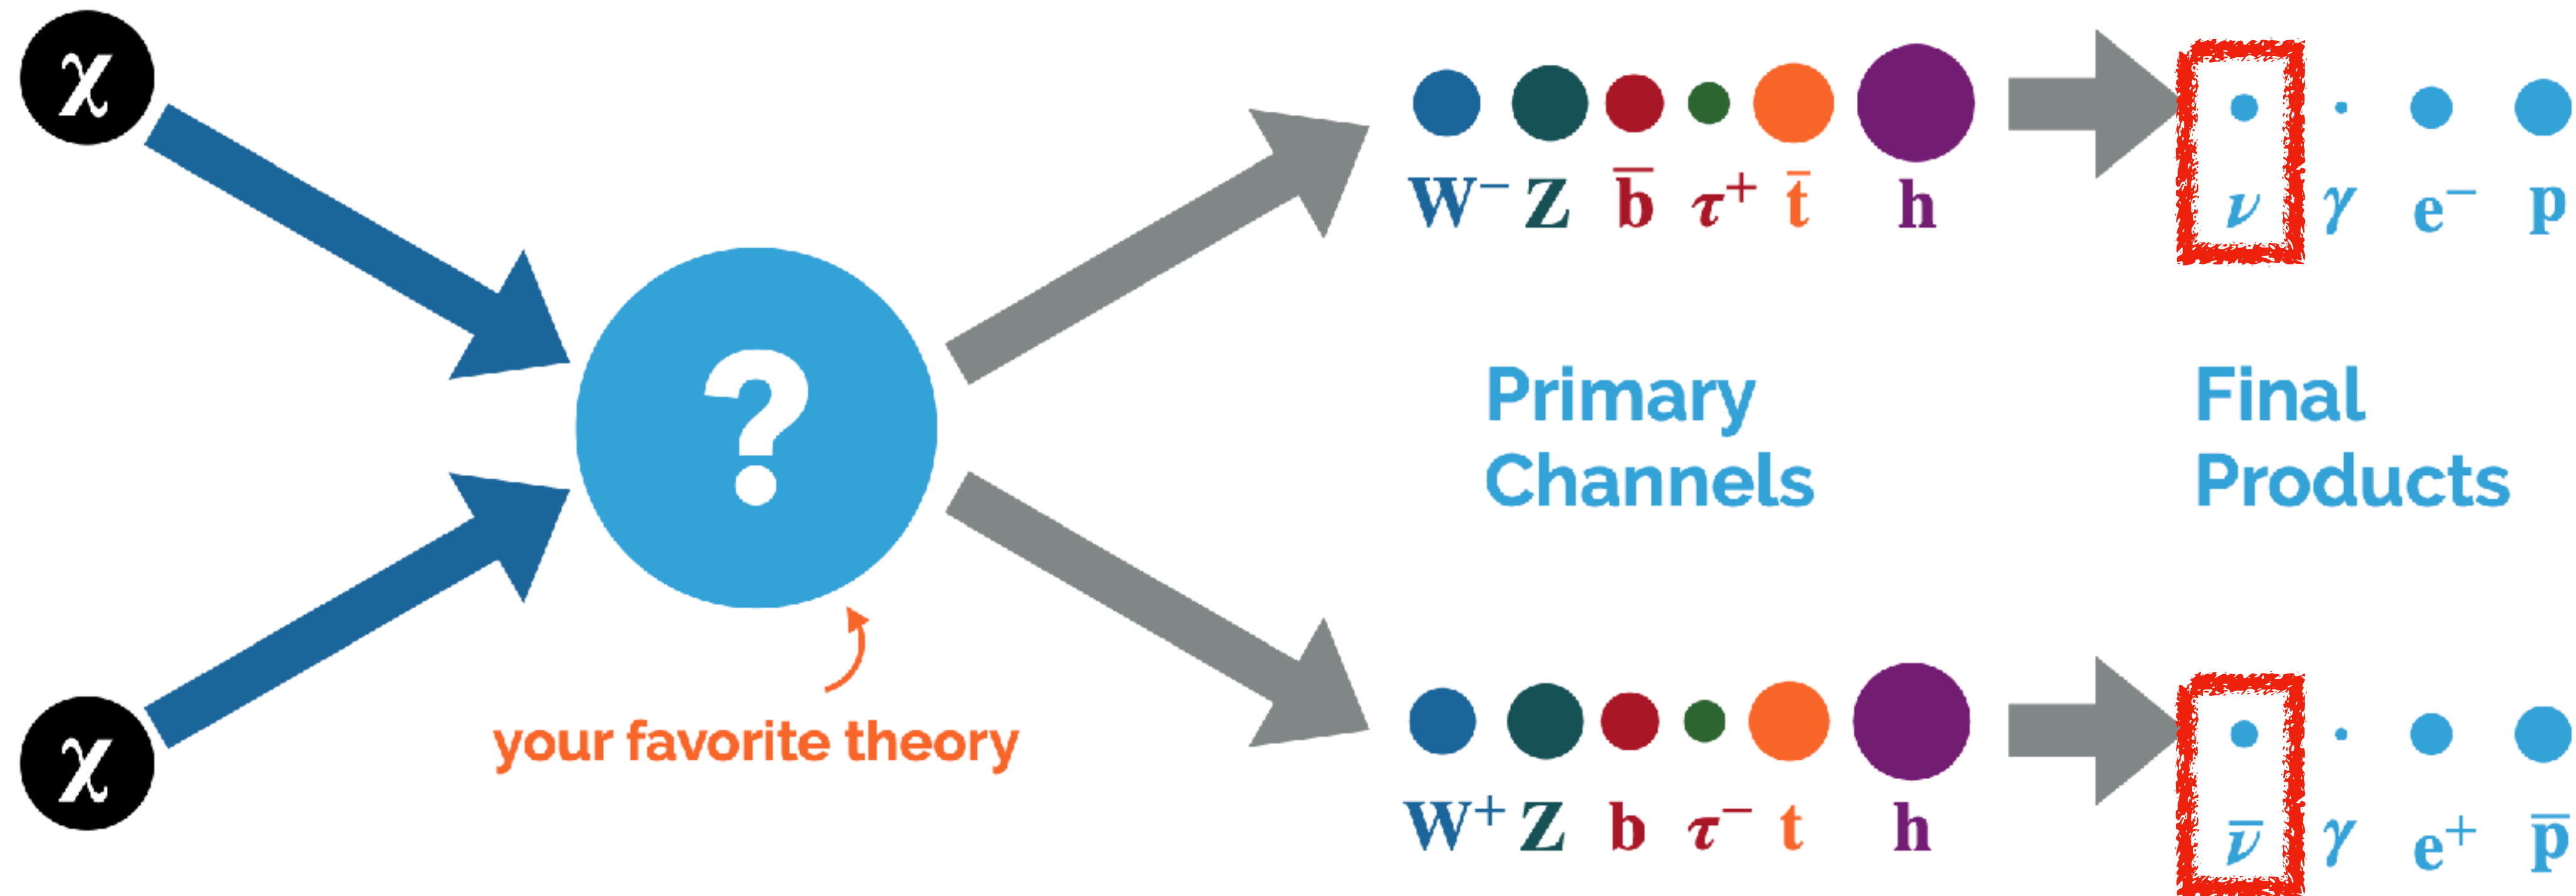 χ
W⁻ Z b̅ τ⁺ t̅ h
ν γ e⁻ p
?
Primary
Channels
Final
Products
your favorite theory
χ
W⁺ Z b τ⁻ t h
ν̅ γ e⁺ p̅